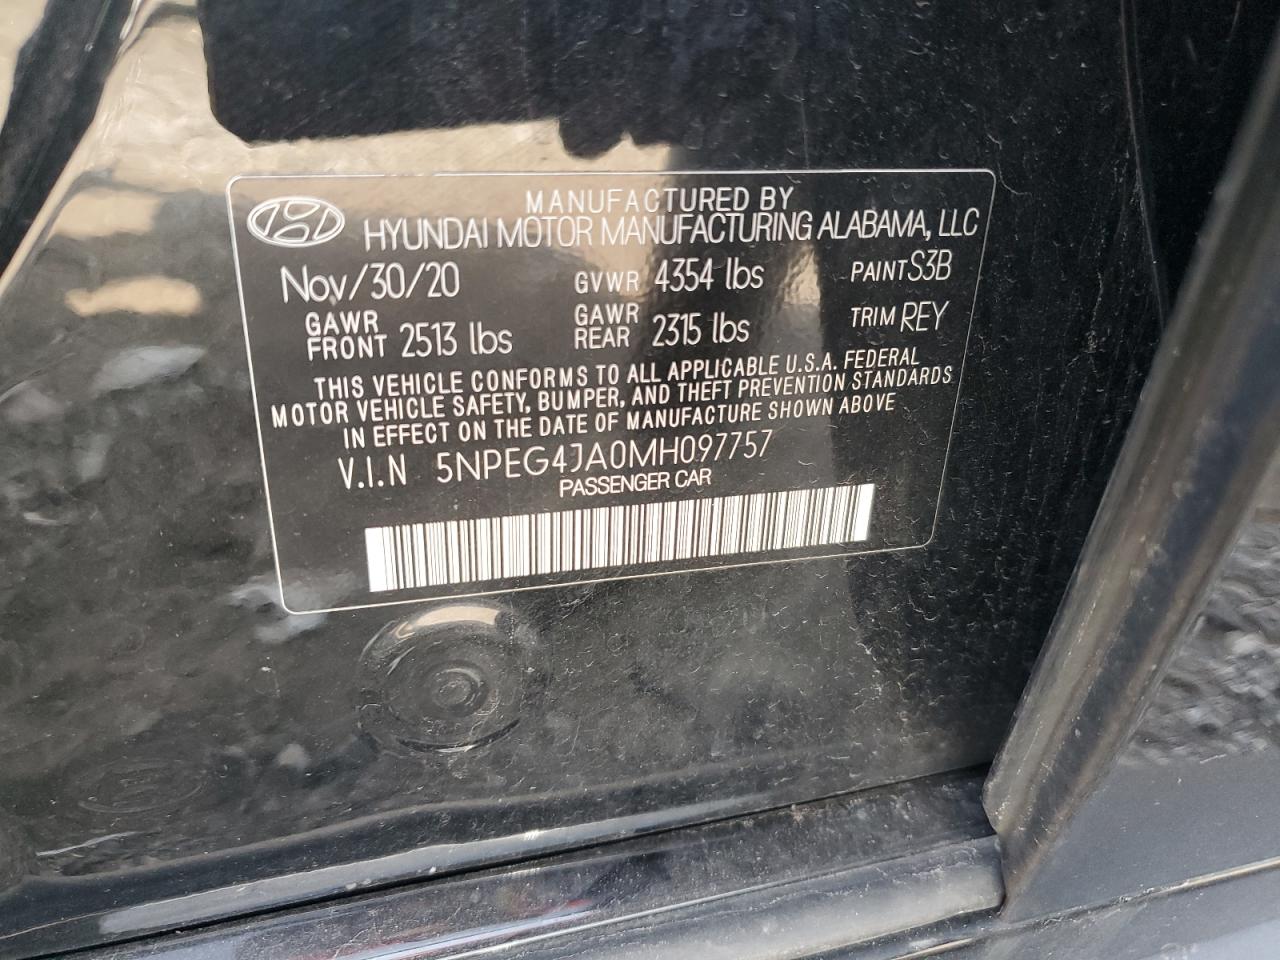 MANUFACTURED BY
HYUNDAI MOTOR MANUFACTURING ALABAMA, LLC
Nov/30/20 GVWR 4354 lbs PAINT S3B
GAWR FRONT 2513 lbs GAWR REAR 2315 lbs TRIM REY
THIS VEHICLE CONFORMS TO ALL APPLICABLE U.S.A. FEDERAL
MOTOR VEHICLE SAFETY, BUMPER, AND THEFT PREVENTION STANDARDS
IN EFFECT ON THE DATE OF MANUFACTURE SHOWN ABOVE
V.I.N 5NPEG4JA0MH097757
PASSENGER CAR